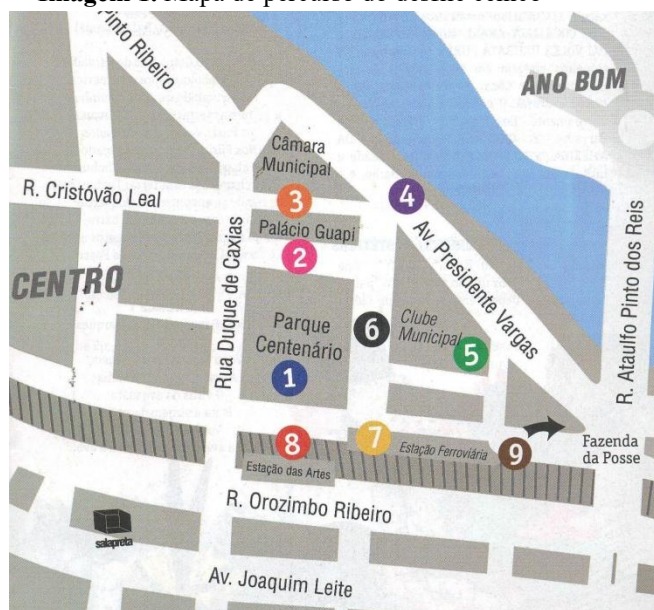 Imagem 1. Mapa do percurso do desfile cênico
Pinto Ribeiro
ANO BOM
Câmara
Municipal
R. Cristóvão Leal
3
4
Palácio Guapi
2
CENTRO
Rua Duque de Caxias
Av. Presidente Vargas
R. Ataulfo Pinto dos Reis
Parque
Centenário
1
6
Clube
Municipal
5
8
7
Estação Ferroviária
9
Fazenda
da Posse
Estação das Artes
R. Orozimbo Ribeiro
salapreta
Av. Joaquim Leite